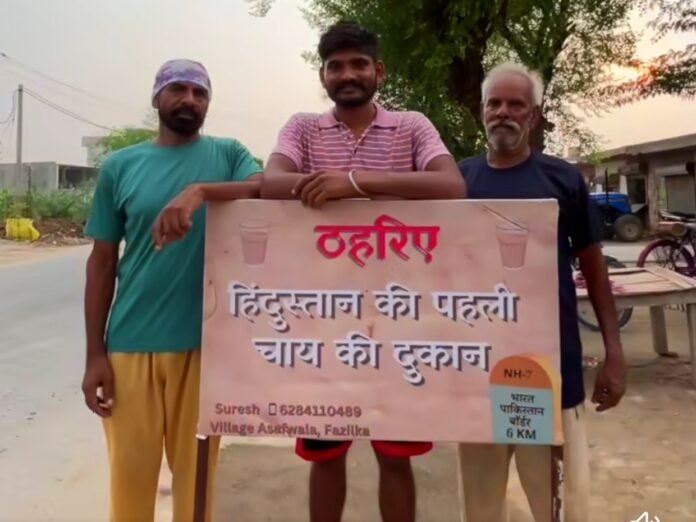 ठहरिए
हिंदुस्तान की पहली
चाय की दुकान
Suresh 6284110489
Village Asafwala, Fazilka
NH-7
भारत
पाकिस्तान
बॉर्डर
6 KM